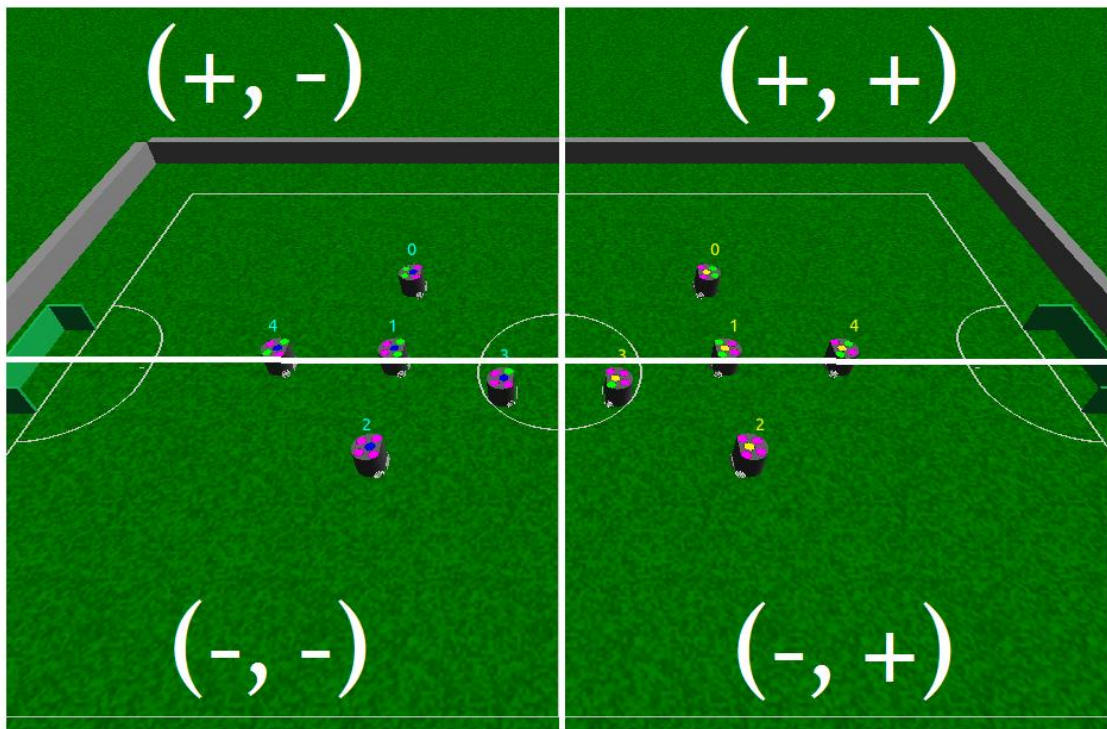 (+, -) (+, +)
0 0
4 1 1 4
3 3
2 2
(-, -) (-, +)